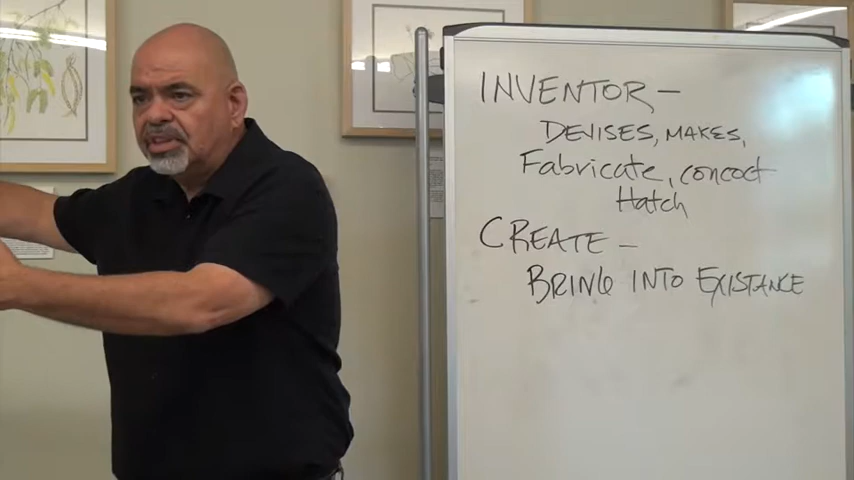 INVENTOR -
DEVISES, MAKES,
FABRICATE, CONCOCT
HATCH,
CREATE -
BRING INTO EXISTANCE